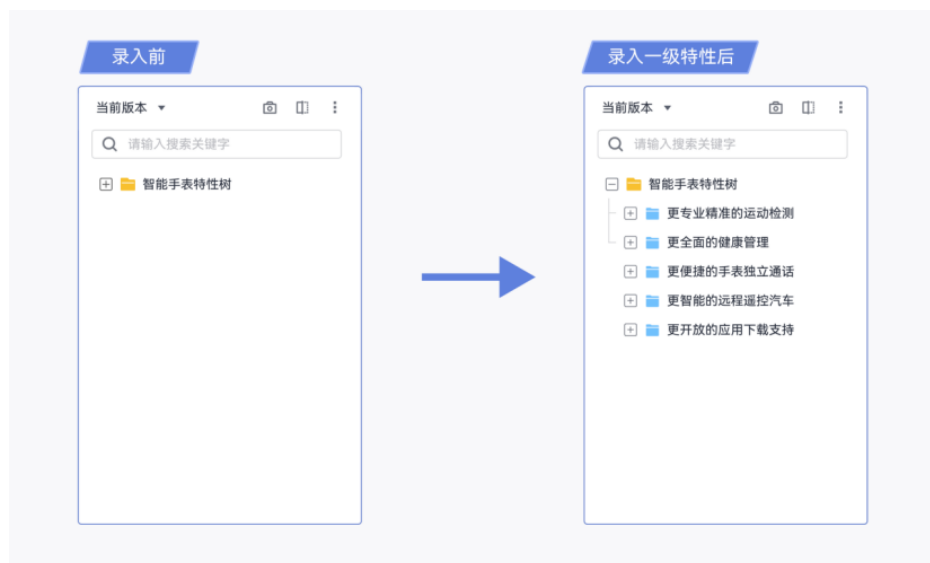 录入前
当前版本
请输入搜索关键字
智能手表特性树
录入一级特性后
当前版本
请输入搜索关键字
智能手表特性树
更专业精准的运动检测
更全面的健康管理
更便捷的手表独立通话
更智能的远程遥控汽车
更开放的应用下载支持